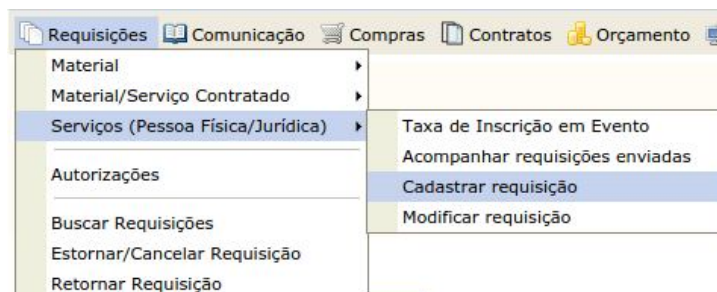 Requisições Comunicação Compras Contratos Orçamento
Material
Material/Serviço Contratado
Serviços (Pessoa Física/Jurídica)
Taxa de Inscrição em Evento
Acompanhar requisições enviadas
Cadastrar requisição
Modificar requisição
Autorizações
Buscar Requisições
Estornar/Cancelar Requisição
Retornar Requisição